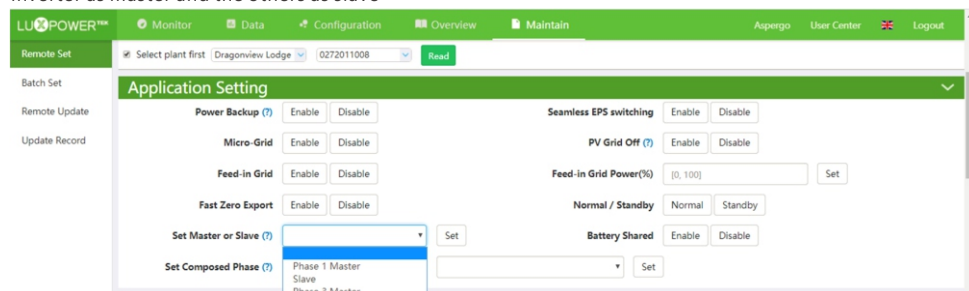 inverter as master and the others as slave
LUXPOWER™ Monitor Data Configuration Overview Maintain Aspergo User Center Logout
Remote Set Select plant first Dragonview Lodge 0272011008 Read
Batch Set Application Setting
Remote Update Power Backup (?) Enable Disable Seamless EPS switching Enable Disable
Update Record Micro-Grid Enable Disable PV Grid Off (?) Enable Disable
Feed-in Grid Enable Disable Feed-in Grid Power(%) [0, 100] Set
Fast Zero Export Enable Disable Normal / Standby Normal Standby
Set Master or Slave (?) Set Battery Shared Enable Disable
Set Composed Phase (?) Phase 1 Master Set
Slave
Phase 3 Master